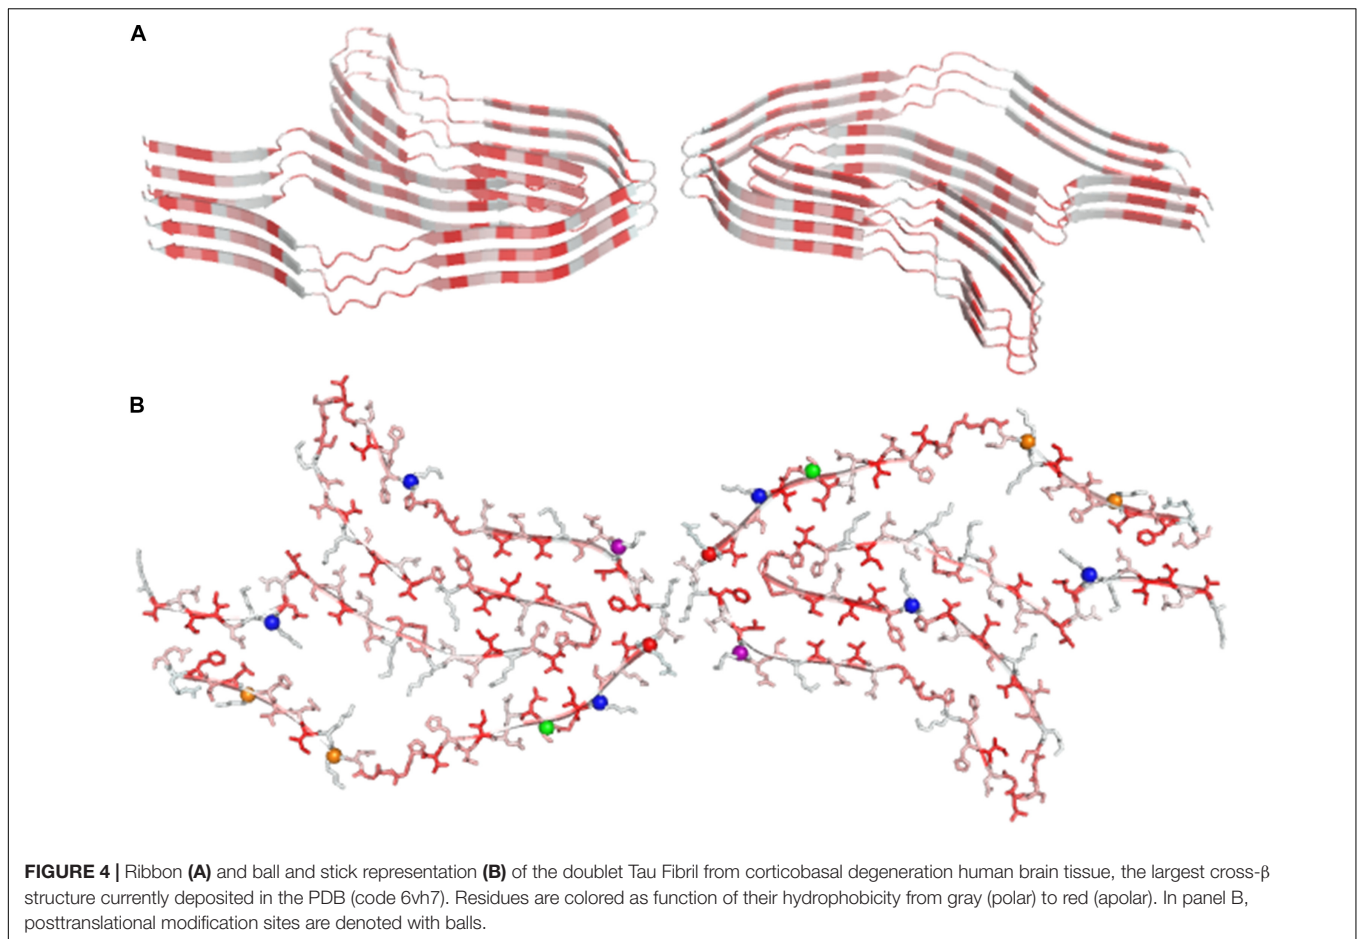 A
B
FIGURE 4 | Ribbon (A) and ball and stick representation (B) of the doublet Tau Fibril from corticobasal degeneration human brain tissue, the largest cross-β
structure currently deposited in the PDB (code 6vh7). Residues are colored as function of their hydrophobicity from gray (polar) to red (apolar). In panel B,
posttranslational modification sites are denoted with balls.